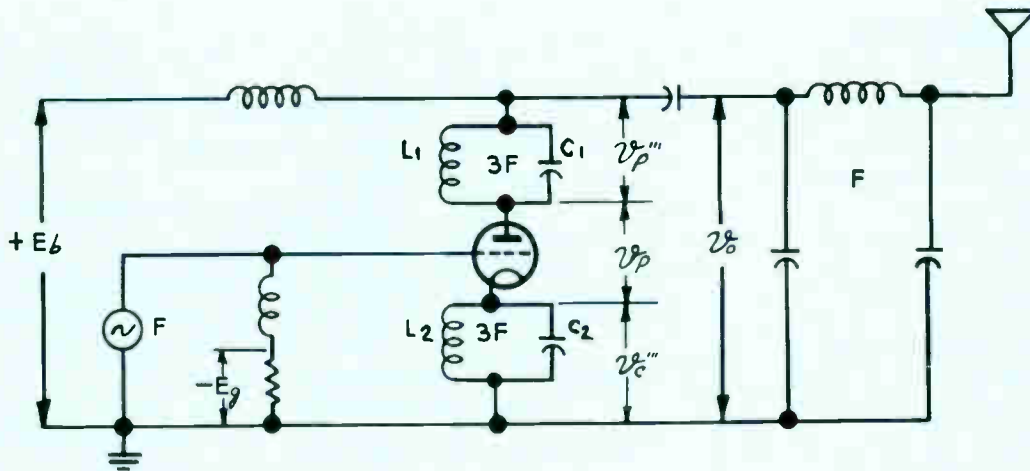 L1 3F C1
𝓋p‴
F
+ Eb
𝓋p
𝓋o
F
L2 3F C2
𝓋c‴
-Eg